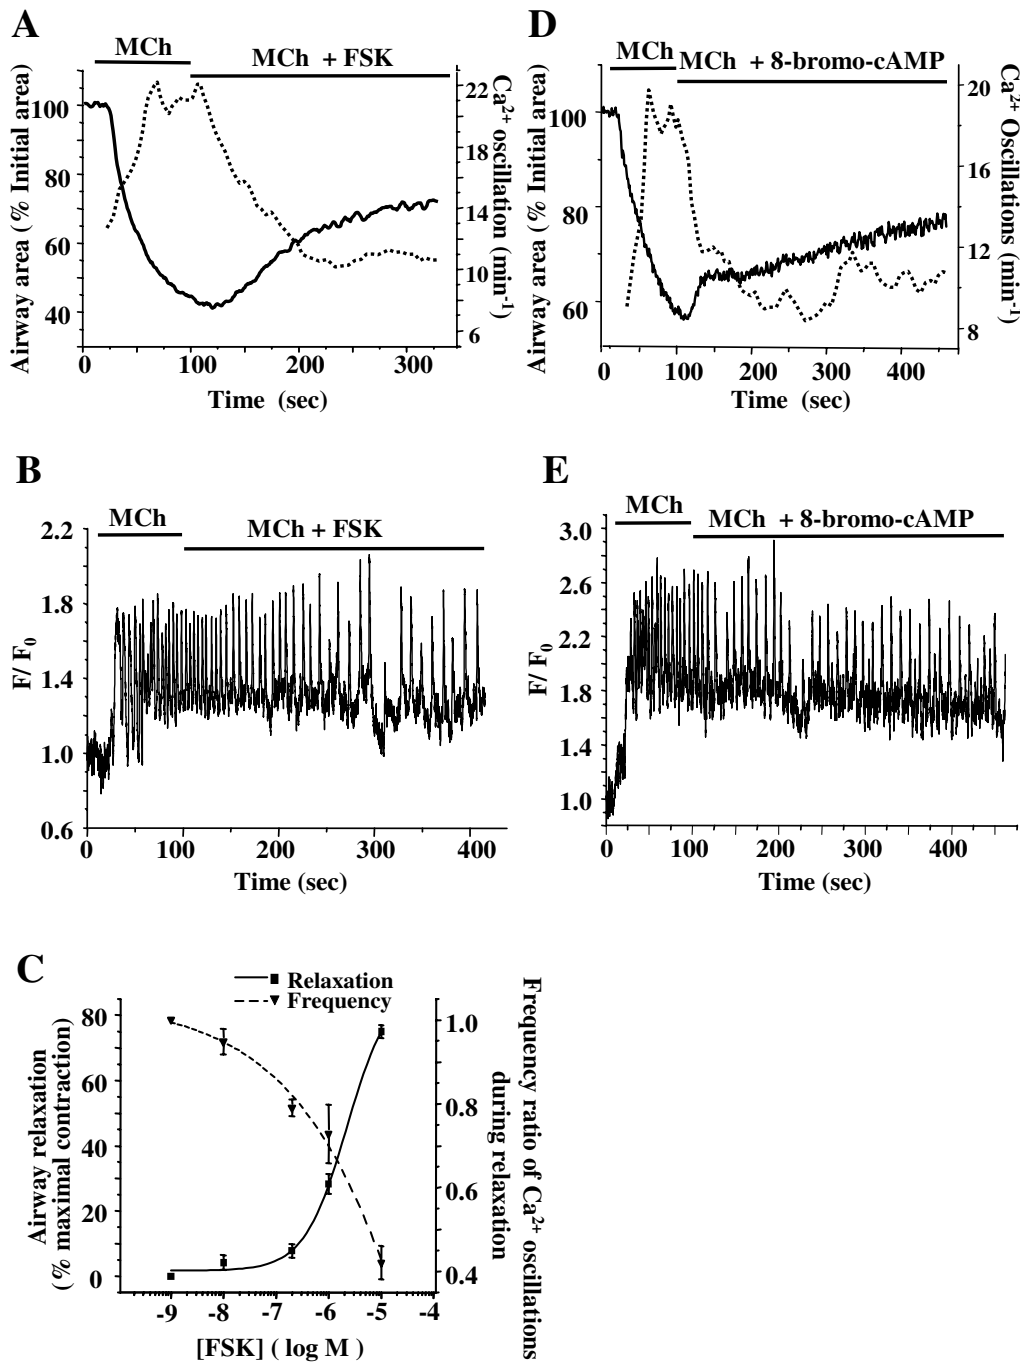 A
MCh
MCh + FSK
Airway area (% Initial area)
100
80
60
40
22
18
14
10
6
Ca²⁺ oscillation (min⁻¹)
0
100
200
300
Time (sec)
D
MCh
MCh + 8-bromo-cAMP
Airway area (% Initial area)
100
80
60
20
16
12
8
Ca²⁺ Oscillations (min⁻¹)
0
100
200
300
400
Time (sec)
B
MCh
MCh + FSK
F/ F₀
2.2
1.8
1.4
1.0
0.6
0
100
200
300
400
Time (sec)
E
MCh
MCh + 8-bromo-cAMP
F/ F₀
3.0
2.6
2.2
1.8
1.4
1.0
0
100
200
300
400
Time (sec)
C
Relaxation
Frequency
Airway relaxation
(% maximal contraction)
80
60
40
20
0
1.0
0.8
0.6
0.4
Frequency ratio of Ca²⁺ oscillations
during relaxation
-9
-8
-7
-6
-5
-4
[FSK] ( log M )